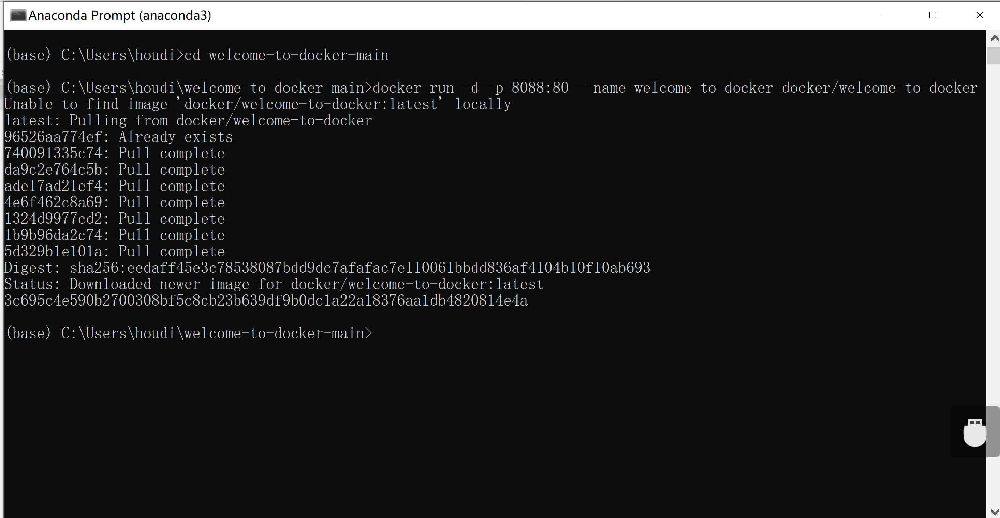 Anaconda Prompt (anaconda3)
(base) C:\Users\houdi>cd welcome-to-docker-main
(base) C:\Users\houdi\welcome-to-docker-main>docker run -d -p 8088:80 --name welcome-to-docker docker/welcome-to-docker
Unable to find image 'docker/welcome-to-docker:latest' locally
latest: Pulling from docker/welcome-to-docker
96526aa774ef: Already exists
740091335c74: Pull complete
da9c2e764c5b: Pull complete
ade17ad21ef4: Pull complete
4e6f462c8a69: Pull complete
1324d9977cd2: Pull complete
1b9b96da2c74: Pull complete
5d329b1e101a: Pull complete
Digest: sha256:eedaff45e3c78538087bdd9dc7afafac7e110061bbdd836af4104b10f10ab693
Status: Downloaded newer image for docker/welcome-to-docker:latest
3c695c4e590b2700308bf5c8cb23b639df9b0dc1a22a18376aa1db4820814e4a
(base) C:\Users\houdi\welcome-to-docker-main>